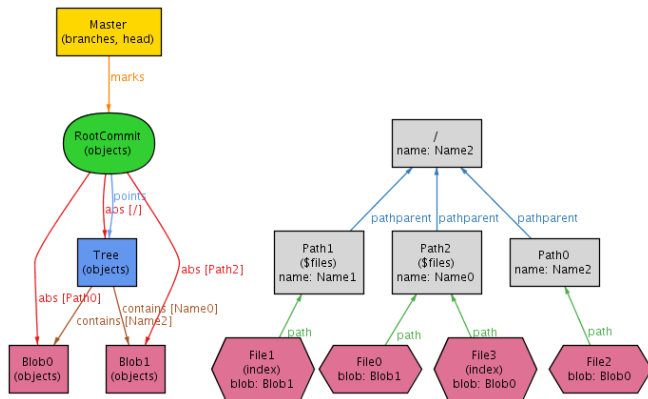 Master
(branches, head)
marks
RootCommit
(objects)
/
name: Name2
points
abs [/]
pathparent
pathparent
pathparent
Tree
(objects)
abs [Path2]
Path1
($files)
name: Name1
Path2
($files)
name: Name0
Path0
name: Name2
abs [Path0]
contains [Name0]
contains [Name2]
path
path
path
path
Blob0
(objects)
Blob1
(objects)
File1
(index)
blob: Blob1
File0
blob: Blob1
File3
(index)
blob: Blob0
File2
blob: Blob0